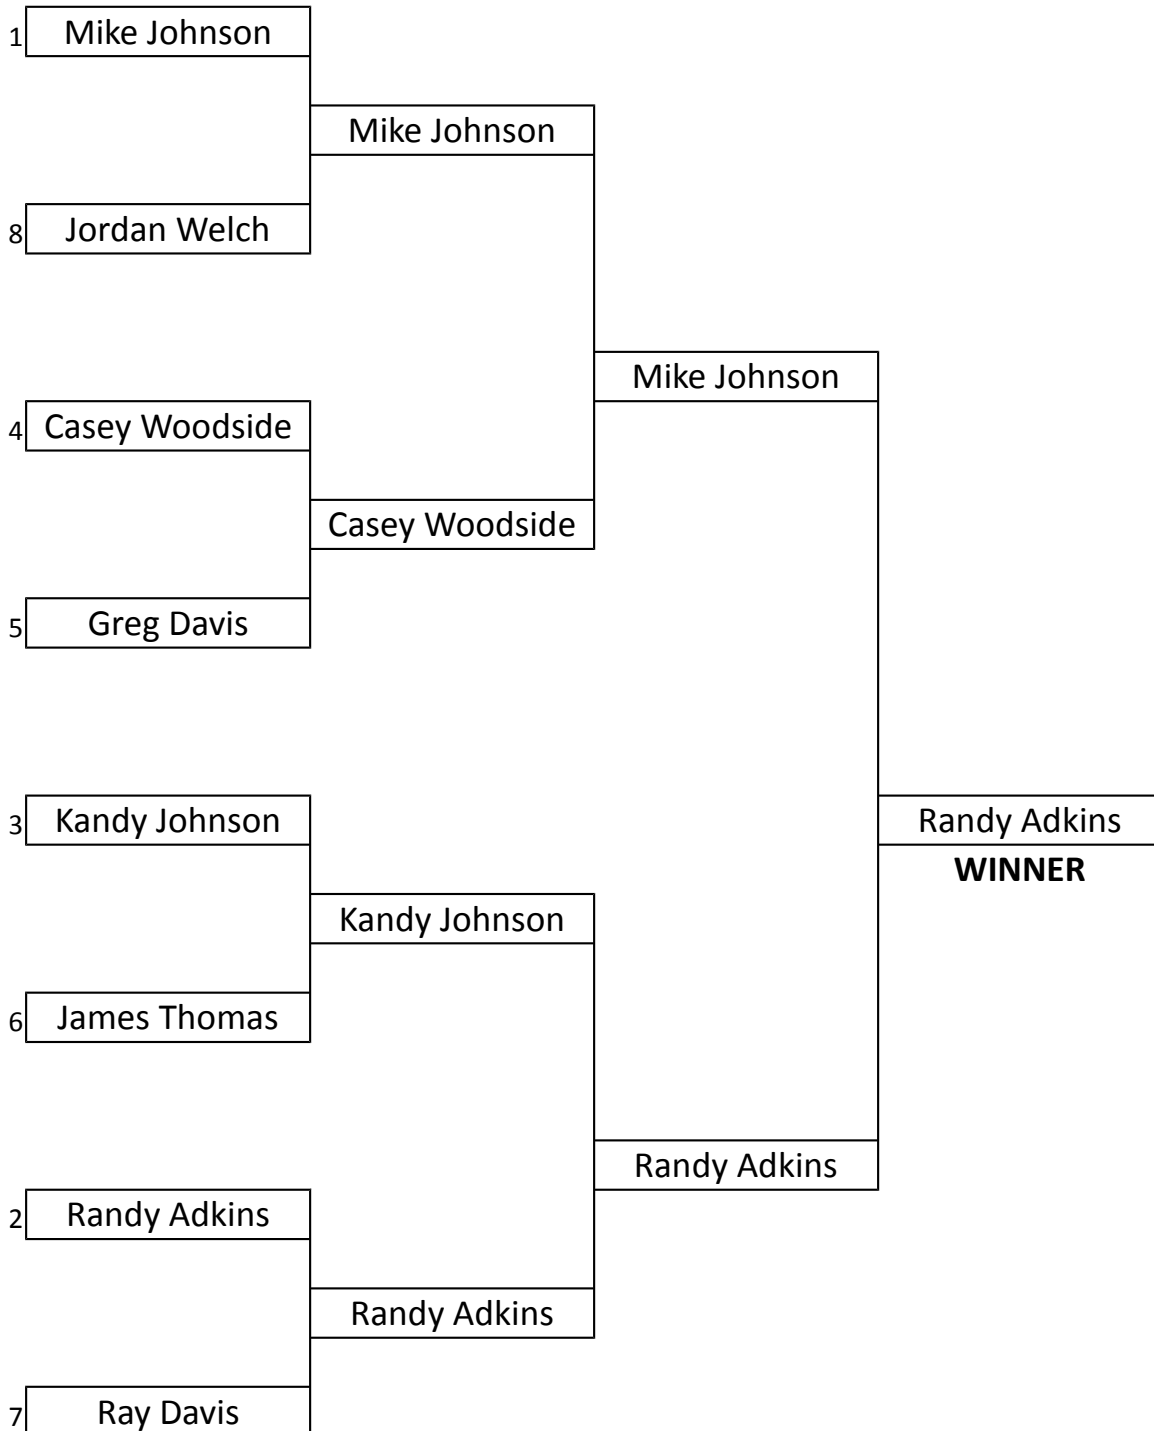 1 Mike Johnson
Mike Johnson
8 Jordan Welch
Mike Johnson
4 Casey Woodside
Casey Woodside
5 Greg Davis
3 Kandy Johnson
Randy Adkins
WINNER
Kandy Johnson
6 James Thomas
Randy Adkins
2 Randy Adkins
Randy Adkins
7 Ray Davis